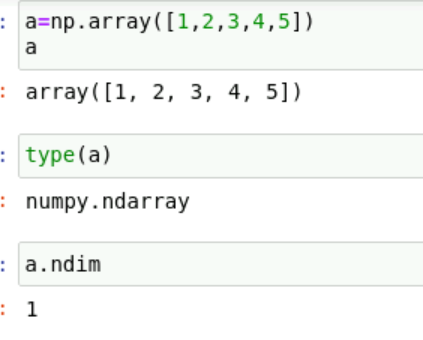 : a=np.array([1,2,3,4,5])
a
: array([1, 2, 3, 4, 5])
: type(a)
: numpy.ndarray
: a.ndim
: 1